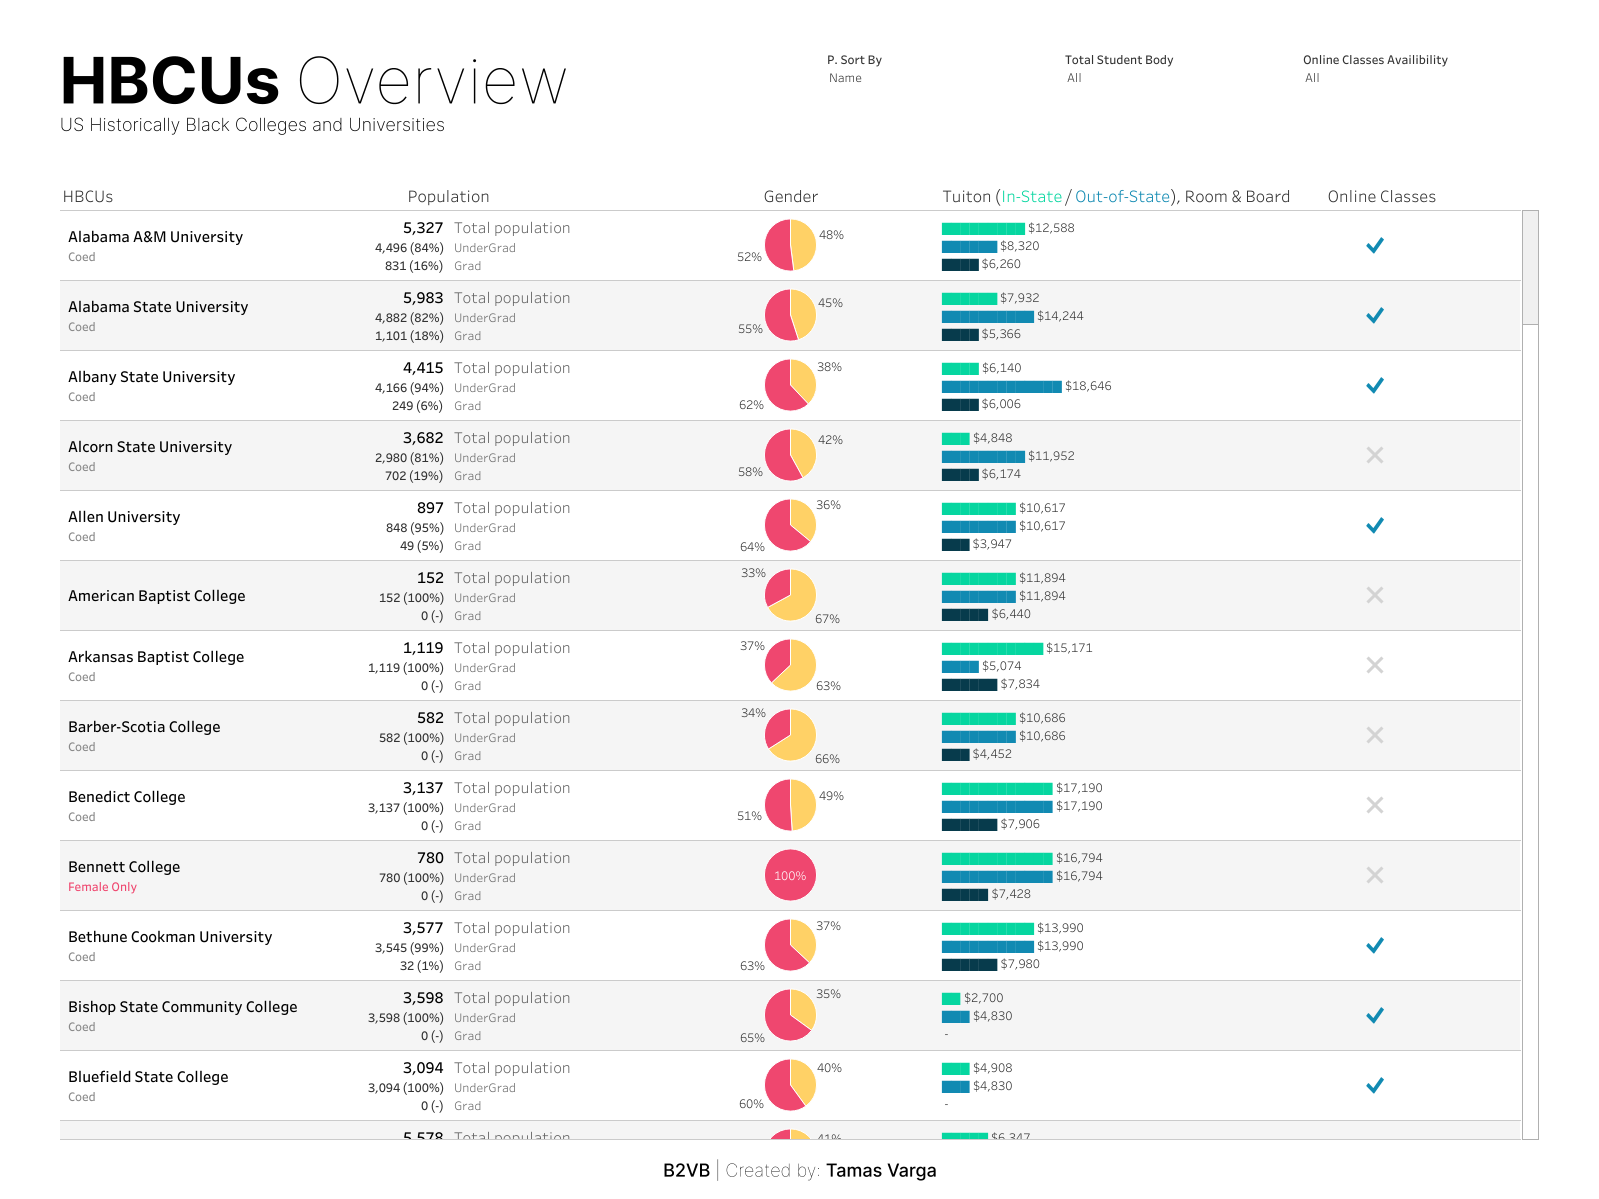 HBCUs Overview
US Historically Black Colleges and Universities
P. Sort By
Name
Total Student Body
All
Online Classes Availibility
All
HBCUs Population Gender Tuiton (In-State / Out-of-State), Room & Board Online Classes
Alabama A&M University
Coed
5,327 Total population
4,496 (84%) UnderGrad
831 (16%) Grad
48%
52%
$12,588
$8,320
$6,260
Alabama State University
Coed
5,983 Total population
4,882 (82%) UnderGrad
1,101 (18%) Grad
45%
55%
$7,932
$14,244
$5,366
Albany State University
Coed
4,415 Total population
4,166 (94%) UnderGrad
249 (6%) Grad
38%
62%
$6,140
$18,646
$6,006
Alcorn State University
Coed
3,682 Total population
2,980 (81%) UnderGrad
702 (19%) Grad
42%
58%
$4,848
$11,952
$6,174
Allen University
Coed
897 Total population
848 (95%) UnderGrad
49 (5%) Grad
36%
64%
$10,617
$10,617
$3,947
American Baptist College
152 Total population
152 (100%) UnderGrad
0 (-) Grad
33%
67%
$11,894
$11,894
$6,440
Arkansas Baptist College
Coed
1,119 Total population
1,119 (100%) UnderGrad
0 (-) Grad
37%
63%
$15,171
$5,074
$7,834
Barber-Scotia College
Coed
582 Total population
582 (100%) UnderGrad
0 (-) Grad
34%
66%
$10,686
$10,686
$4,452
Benedict College
Coed
3,137 Total population
3,137 (100%) UnderGrad
0 (-) Grad
49%
51%
$17,190
$17,190
$7,906
Bennett College
Female Only
780 Total population
780 (100%) UnderGrad
0 (-) Grad
100%
$16,794
$16,794
$7,428
Bethune Cookman University
Coed
3,577 Total population
3,545 (99%) UnderGrad
32 (1%) Grad
37%
63%
$13,990
$13,990
$7,980
Bishop State Community College
Coed
3,598 Total population
3,598 (100%) UnderGrad
0 (-) Grad
35%
65%
$2,700
$4,830
-
Bluefield State College
Coed
3,094 Total population
3,094 (100%) UnderGrad
0 (-) Grad
40%
60%
$4,908
$4,830
-
5,578 Total population
41%
$6,347
B2VB | Created by: Tamas Varga